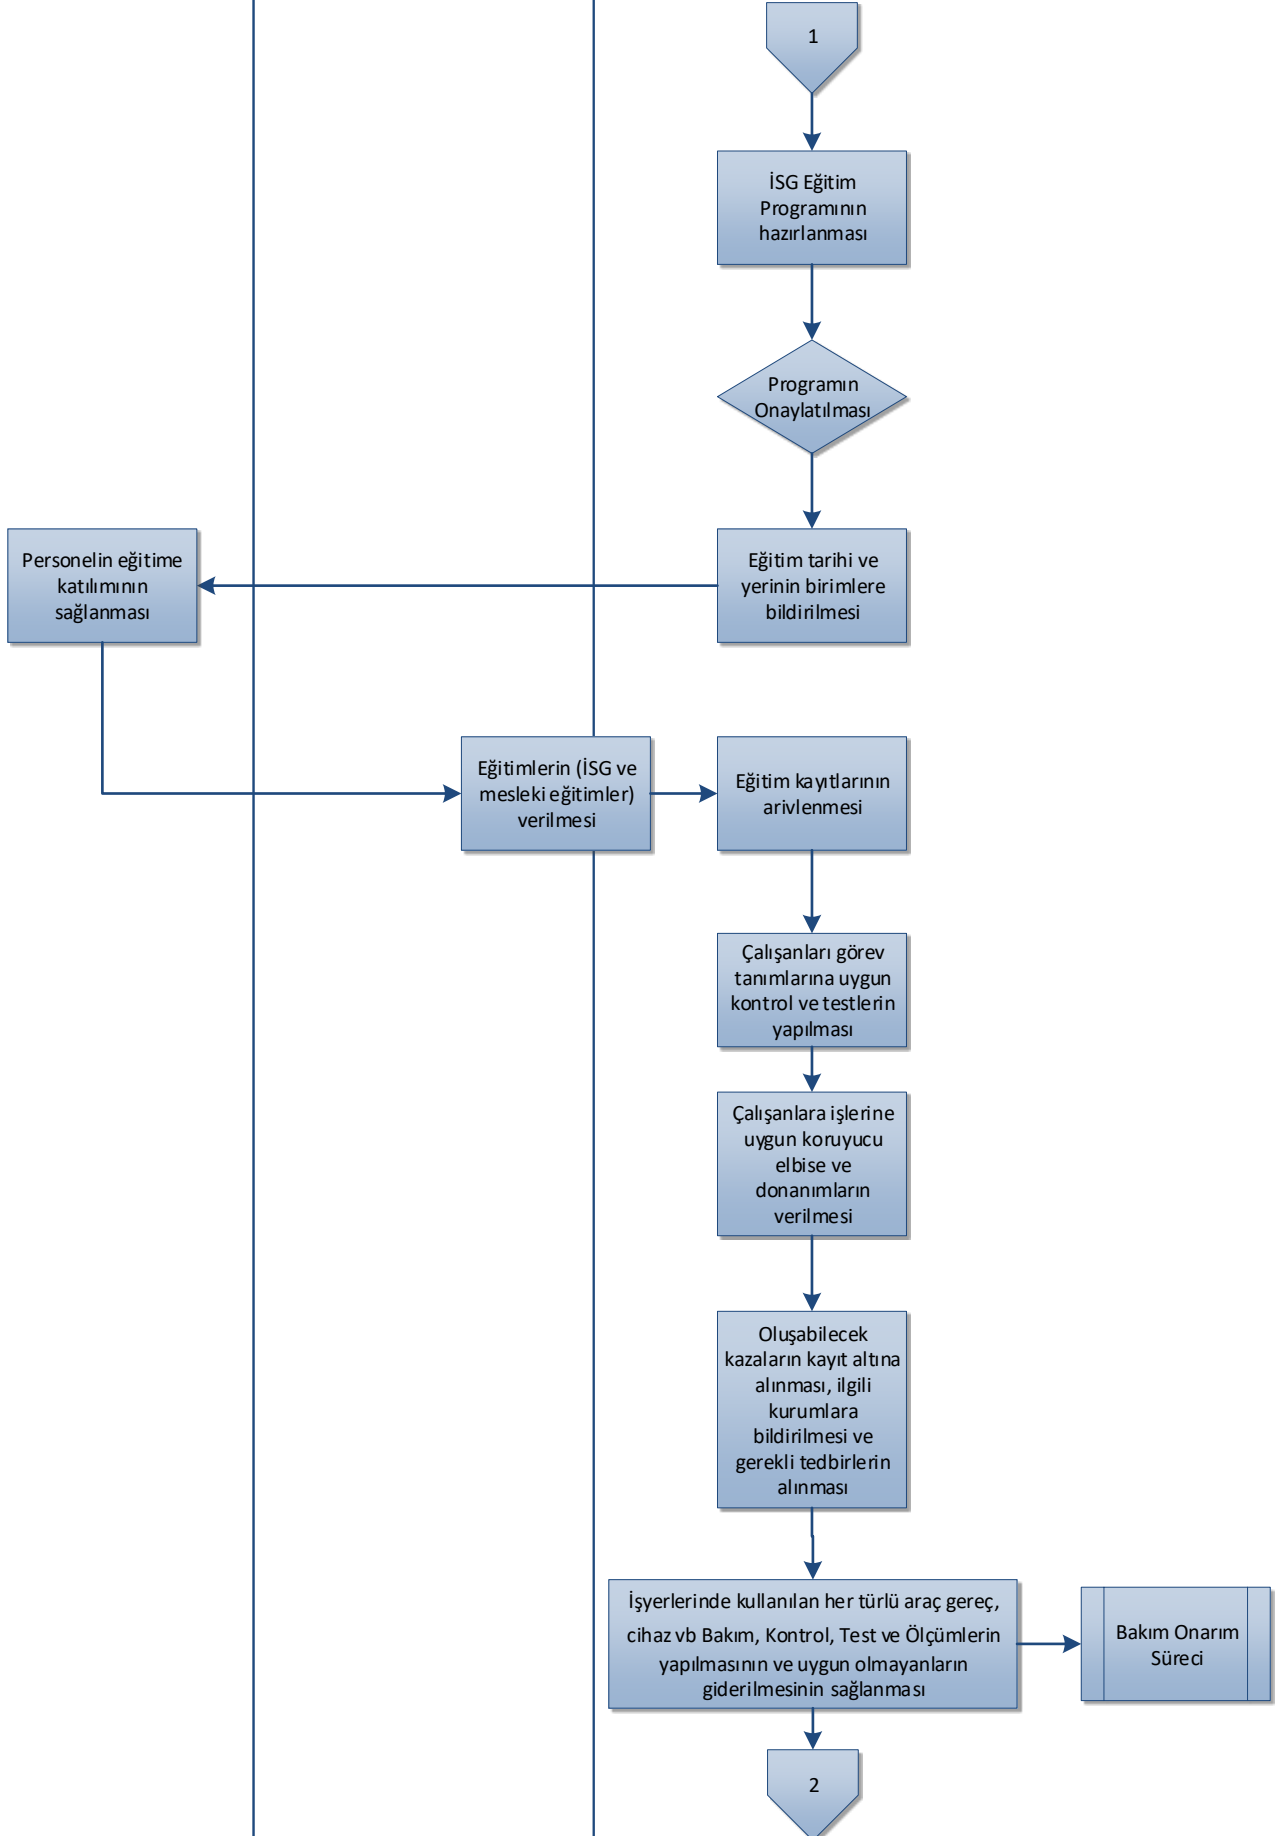 1
İSG Eğitim
Programının
hazırlanması
Programın
Onaylatılması
Personelin eğitime
katılımının
sağlanması
Eğitim tarihi ve
yerinin birimlere
bildirilmesi
Eğitimlerin (İSG ve
mesleki eğitimler)
verilmesi
Eğitim kayıtlarının
arivlenmesi
Çalışanları görev
tanımlarına uygun
kontrol ve testlerin
yapılması
Çalışanlara işlerine
uygun koruyucu
elbise ve
donanımların
verilmesi
Oluşabilecek
kazaların kayıt altına
alınması, ilgili
kurumlara
bildirilmesi ve
gerekli tedbirlerin
alınması
İşyerlerinde kullanılan her türlü araç gereç,
cihaz vb Bakım, Kontrol, Test ve Ölçümlerin
yapılmasının ve uygun olmayanların
giderilmesinin sağlanması
Bakım Onarım
Süreci
2